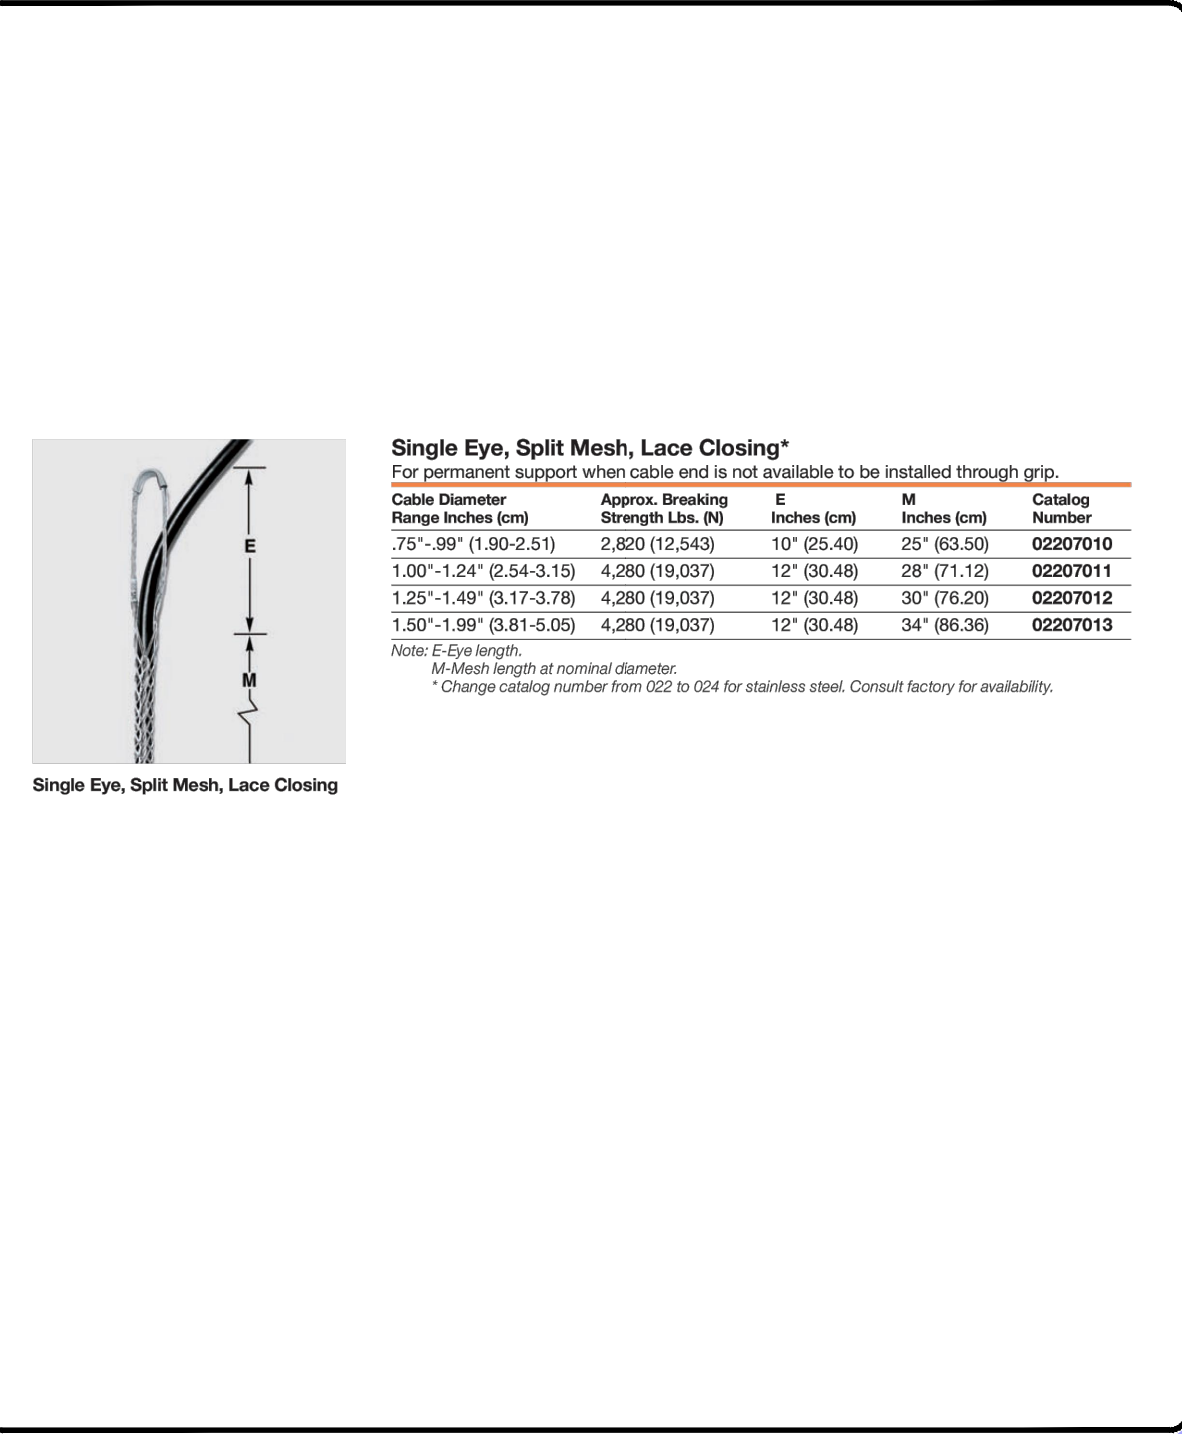 Single Eye, Split Mesh, Lace Closing*
For permanent support when cable end is not available to be installed through grip.
Cable Diameter Range Inches (cm) Approx. Breaking Strength Lbs. (N) E Inches (cm) M Inches (cm) Catalog Number
.75"-.99" (1.90-2.51) 2,820 (12,543) 10" (25.40) 25" (63.50) 02207010
1.00"-1.24" (2.54-3.15) 4,280 (19,037) 12" (30.48) 28" (71.12) 02207011
1.25"-1.49" (3.17-3.78) 4,280 (19,037) 12" (30.48) 30" (76.20) 02207012
1.50"-1.99" (3.81-5.05) 4,280 (19,037) 12" (30.48) 34" (86.36) 02207013
Note: E-Eye length.
M-Mesh length at nominal diameter.
* Change catalog number from 022 to 024 for stainless steel. Consult factory for availability.
E
M
Single Eye, Split Mesh, Lace Closing